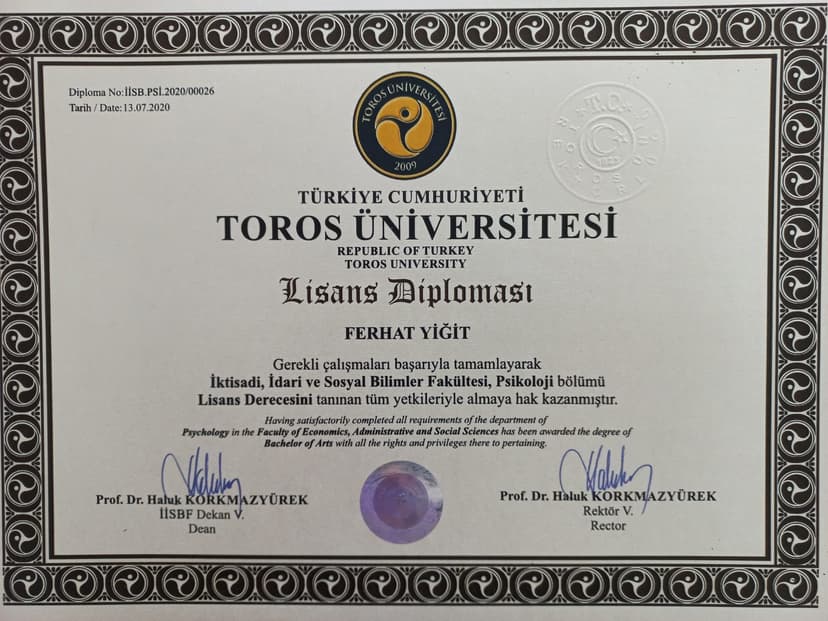 Diploma No:İİSB.PSİ.2020/00026
Tarih / Date:13.07.2020
TOROS ÜNİVERSİTESİ
2009
T.C.
1923
TÜRKİYE CUMHURİYETİ
TOROS ÜNİVERSİTESİ
REPUBLIC OF TURKEY
TOROS UNIVERSITY
Lisans Diploması
FERHAT YİĞİT
Gerekli çalışmaları başarıyla tamamlayarak
İktisadi, İdari ve Sosyal Bilimler Fakültesi, Psikoloji bölümü
Lisans Derecesini tanınan tüm yetkileriyle almaya hak kazanmıştır.
Having satisfactorily completed all requirements of the department of
Psychology in the Faculty of Economics, Administrative and Social Sciences has been awarded the degree of
Bachelor of Arts with all the rights and privileges there to pertaining.
Prof. Dr. Haluk KORKMAZYÜREK
İİSBF Dekan V.
Dean
Prof. Dr. Haluk KORKMAZYÜREK
Rektör V.
Rector